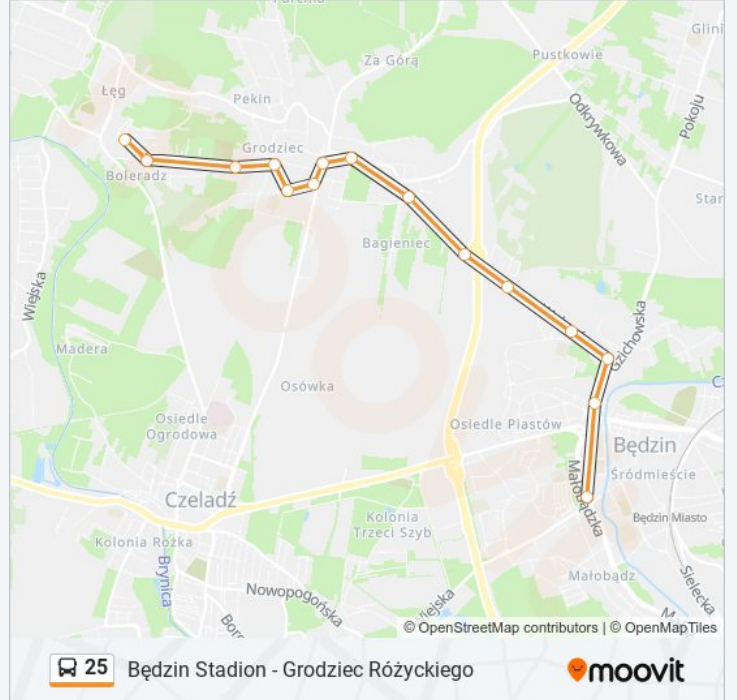 Glini
Za Górą
Pustkowie
Łęg
Pekin
Odkrywkowa
Pokoju
Grodziec
Boleradz
Star
Bagieniec
Wiejska
Gzichowska
Madera
Osówka
Osiedle
Ogrodowa
Osiedle Piastów
Będzin
Śródmieście
Małobądzka
Czeladź
Kolonia
Trzeci Szyb
Będzin Miasto
Kolonia Rożka
Brynica
Nowopogońska
Małobądz
Sielecka
© OpenStreetMap contributors | © OpenMapTiles
25
Będzin Stadion - Grodziec Różyckiego
moovit